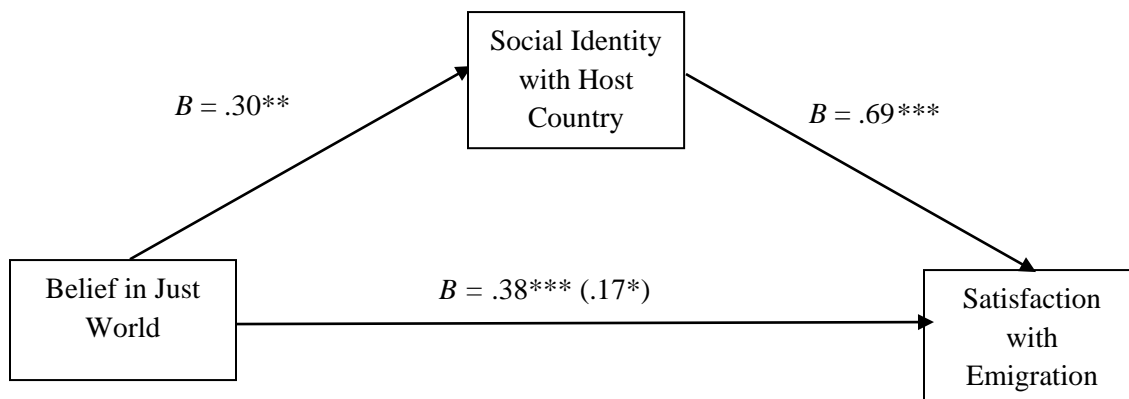 Social Identity
with Host
Country
B = .30**
B = .69***
Belief in Just
World
B = .38*** (.17*)
Satisfaction
with
Emigration